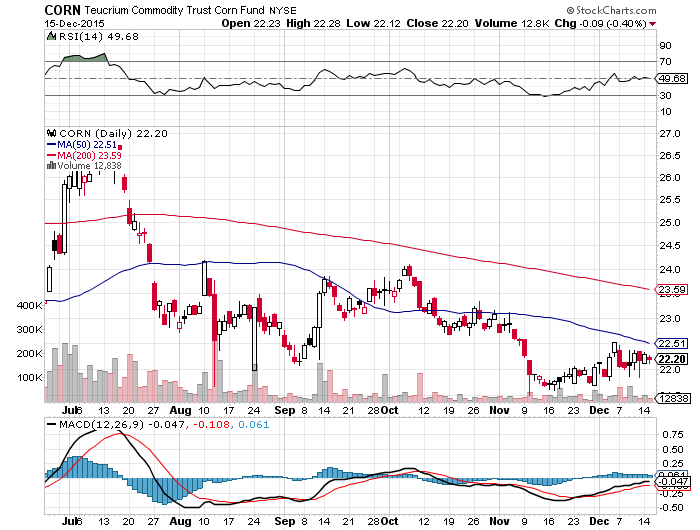 CORN Teucrium Commodity Trust Corn Fund NYSE © StockCharts.com
15-Dec-2015 Open 22.23 High 22.28 Low 22.12 Close 22.20 Volume 12.8K Chg -0.09 (-0.40%)
RSI(14) 49.68
90
70
49.68
30
10
CORN (Daily) 22.20
MA(50) 22.51
MA(200) 23.59
Volume 12,838
27.0
26.5
26.0
25.5
25.0
24.5
24.0
23.59
23.0
22.51
22.20
22.0
12838
400K
300K
200K
100K
Jul 6 13 20 27 Aug 10 17 24 Sep 8 14 21 28 Oct 12 19 26 Nov 9 16 23 Dec 7 14
MACD(12,26,9) -0.047, -0.108, 0.061
0.75
0.50
0.25
0.061
-0.047
-0.25
-0.50
Jul 6 13 20 27 Aug 10 17 24 Sep 8 14 21 28 Oct 12 19 26 Nov 9 16 23 Dec 7 14